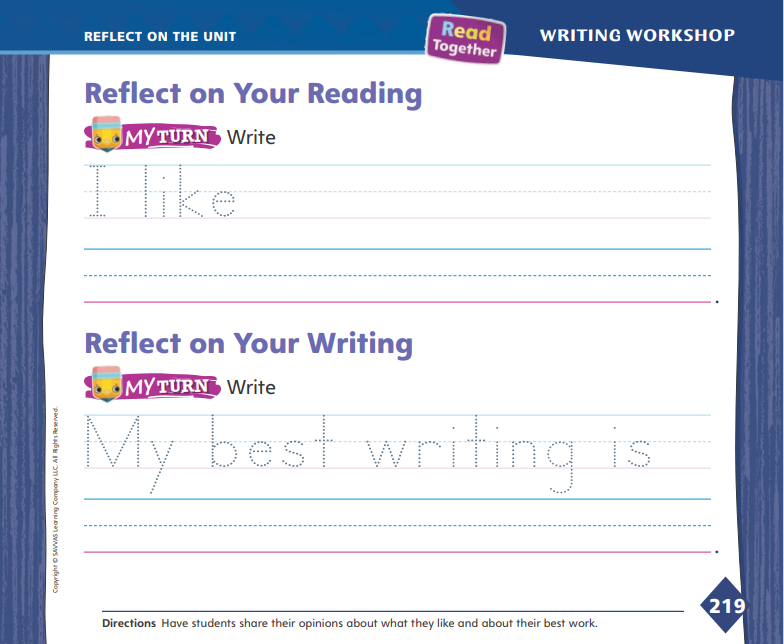 REFLECT ON THE UNIT
Read Together
WRITING WORKSHOP
Reflect on Your Reading
MY TURN Write
I like
.
Reflect on Your Writing
MY TURN Write
My best writing is
.
Copyright © SAVVAS Learning Company LLC. All Rights Reserved.
219
Directions Have students share their opinions about what they like and about their best work.